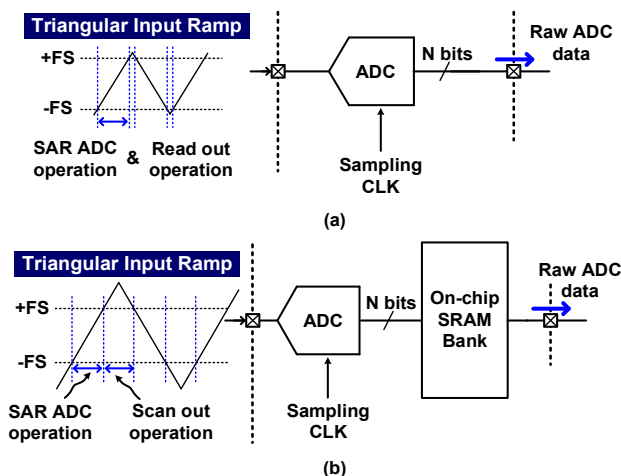 Triangular Input Ramp
+FS
-FS
SAR ADC
operation
&
Read out
operation
ADC
N bits
Raw ADC
data
Sampling
CLK
(a)
Triangular Input Ramp
+FS
-FS
SAR ADC
operation
Scan out
operation
ADC
N bits
On-chip
SRAM
Bank
Raw ADC
data
Sampling
CLK
(b)